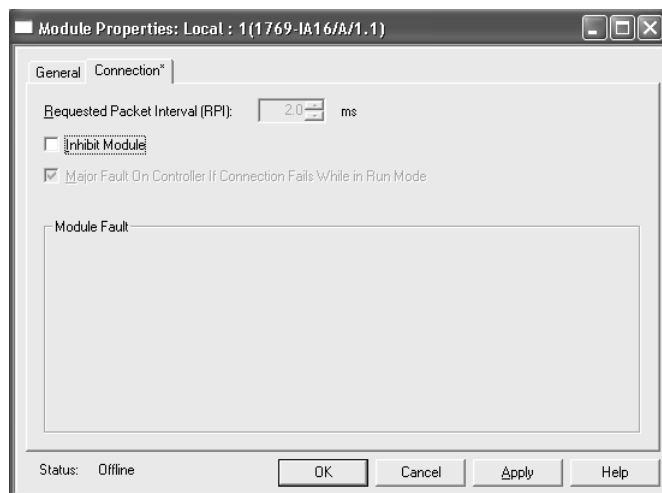 Module Properties: Local : 1(1769-IA16/A/1.1)
General Connection*
Requested Packet Interval (RPI): 2.0 ms
Inhibit Module
Major Fault On Controller If Connection Fails While in Run Mode
Module Fault
Status: Offline OK Cancel Apply Help